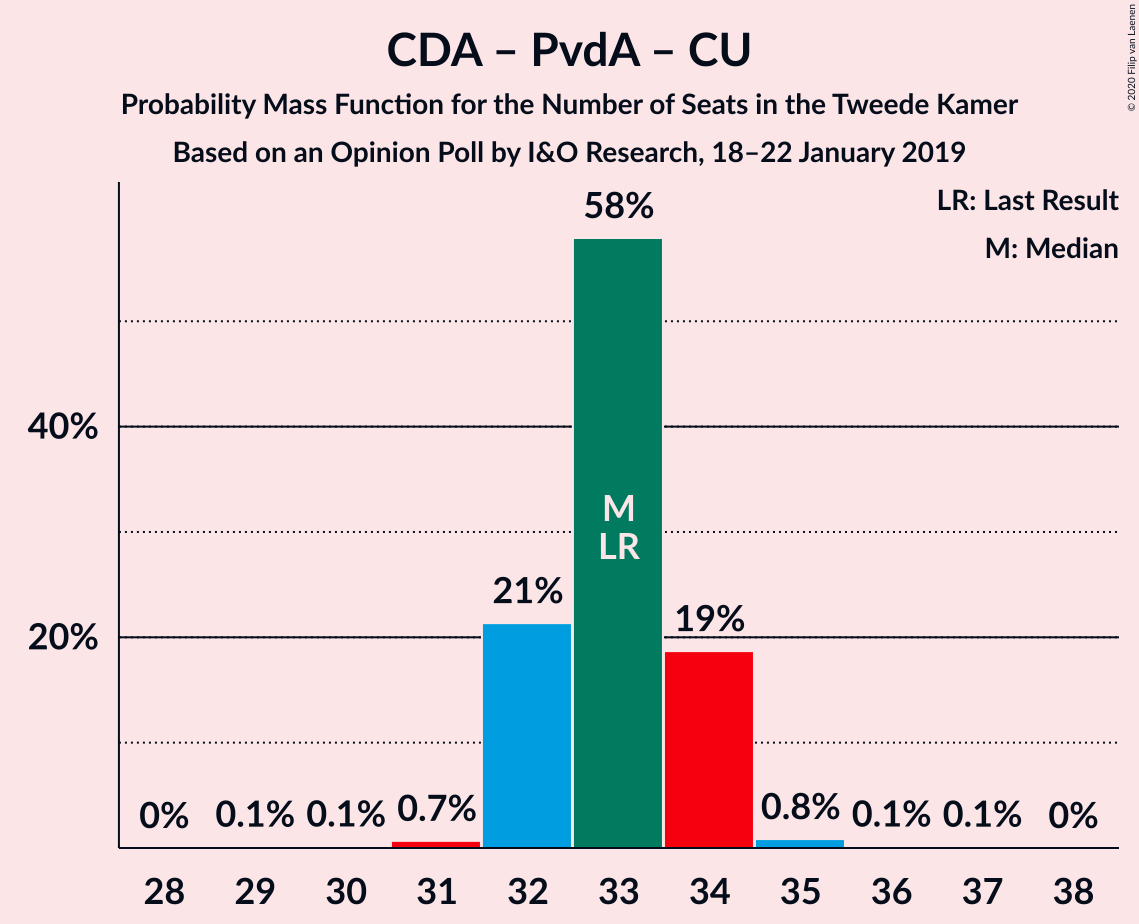 CDA – PvdA – CU
Probability Mass Function for the Number of Seats in the Tweede Kamer
Based on an Opinion Poll by I&O Research, 18–22 January 2019
© 2020 Filip van Laenen
LR: Last Result
M: Median
58%
40%
M
LR
21%
20%
19%
0%
0.1%
0.1%
0.7%
0.8%
0.1%
0.1%
0%
28 29 30 31 32 33 34 35 36 37 38